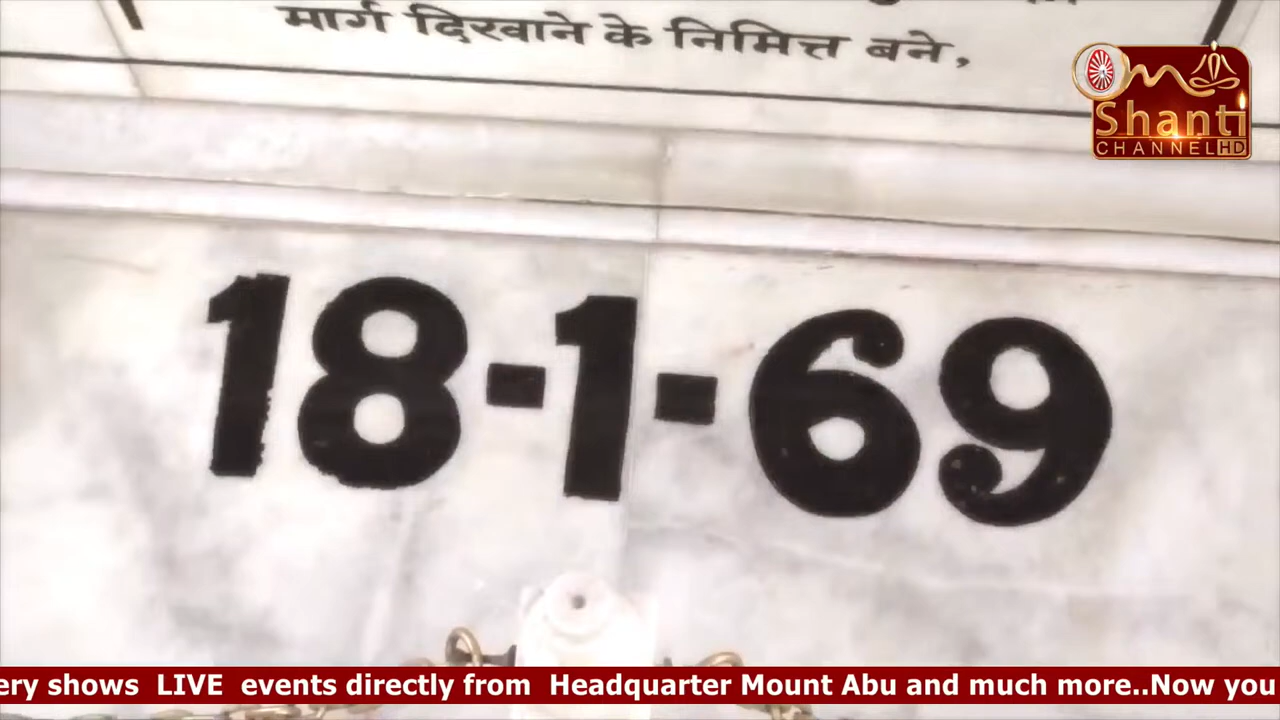 मार्ग दिखाने के निमित्त बने,
Om
Shanti
CHANNEL HD
18-1-69
ery shows LIVE events directly from Headquarter Mount Abu and much more..Now you